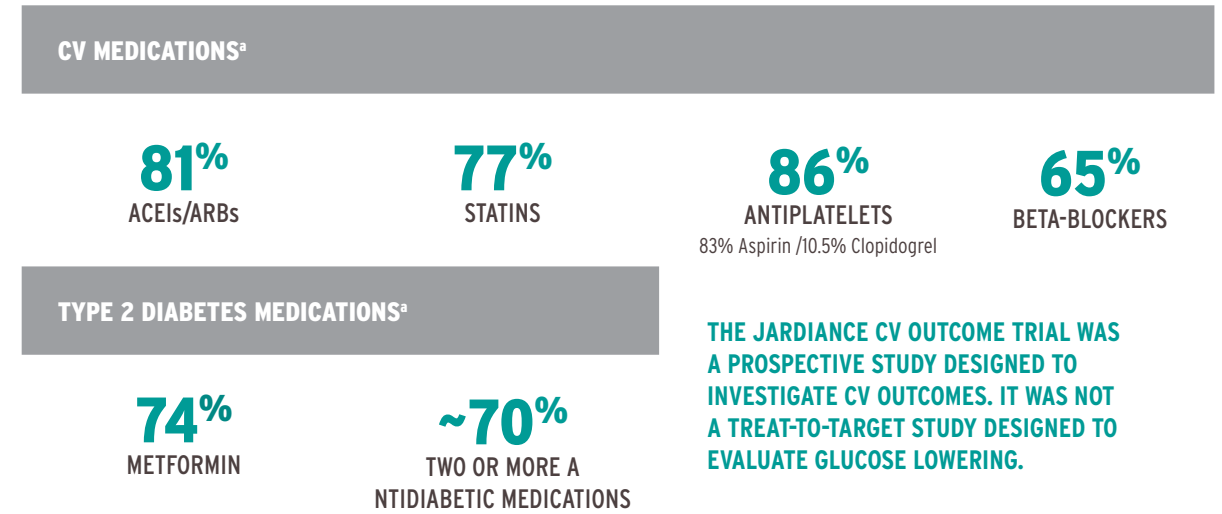 CV MEDICATIONSᵃ
81%
ACEIs/ARBs
77%
STATINS
86%
ANTIPLATELETS
83% Aspirin /10.5% Clopidogrel
65%
BETA-BLOCKERS
TYPE 2 DIABETES MEDICATIONSᵃ
74%
METFORMIN
~70%
TWO OR MORE A
NTIDIABETIC MEDICATIONS
THE JARDIANCE CV OUTCOME TRIAL WAS
A PROSPECTIVE STUDY DESIGNED TO
INVESTIGATE CV OUTCOMES. IT WAS NOT
A TREAT-TO-TARGET STUDY DESIGNED TO
EVALUATE GLUCOSE LOWERING.